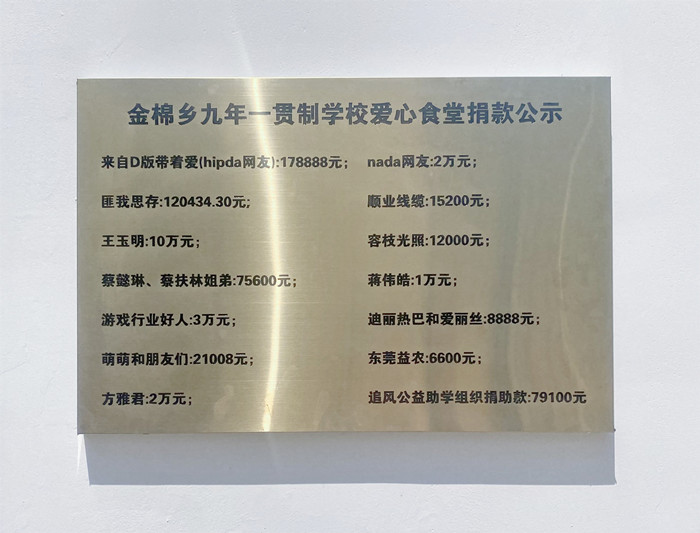 金棉乡九年一贯制学校爱心食堂捐款公示
来自D版带着爱(hipda网友):178888元；
匪我思存:120434.30元;
王玉明:10万元；
蔡懿琳、蔡扶林姐弟:75600元；
游戏行业好人:3万元；
萌萌和朋友们:21008元；
方雅君:2万元；
nada网友:2万元；
顺业线缆:15200元；
容枝光照:12000元；
蒋伟皓:1万元；
迪丽热巴和爱丽丝:8888元；
东莞益农:6600元；
追风公益助学组织捐助款:79100元